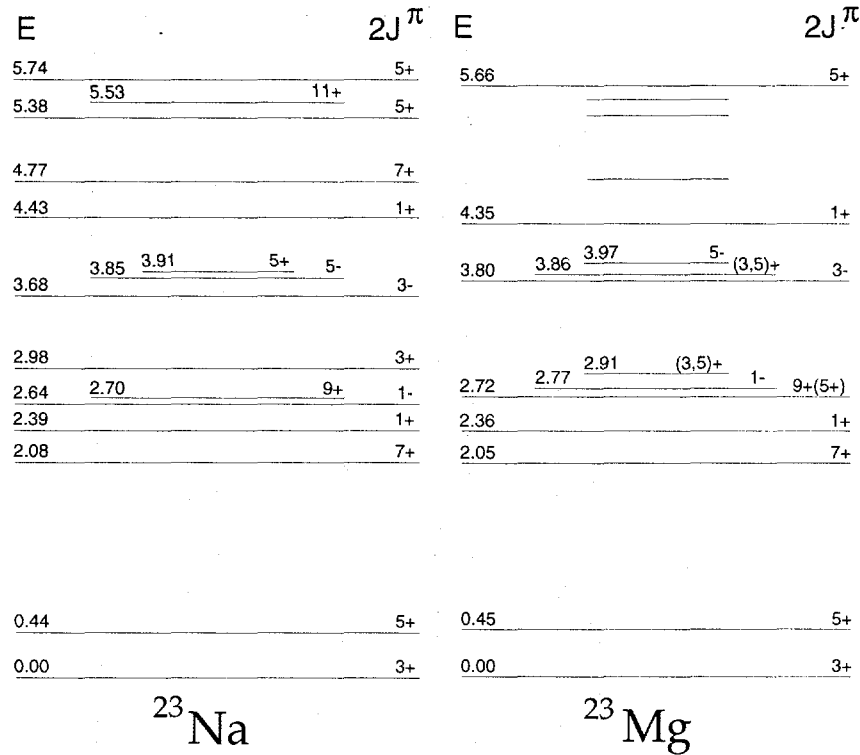 E 2J^π E 2J^π
5.74 5+ 5.66 5+
5.53 11+
5.38 5+
4.77 7+
4.43 1+ 4.35 1+
3.91 5+ 3.97 5-
3.85 5- 3.86 (3,5)+
3.68 3- 3.80 3-
2.98 3+ 2.91 (3,5)+
2.70 9+ 2.77 1-
2.64 1- 2.72 9+(5+)
2.39 1+ 2.36 1+
2.08 7+ 2.05 7+
0.44 5+ 0.45 5+
0.00 3+ 0.00 3+
²³Na ²³Mg